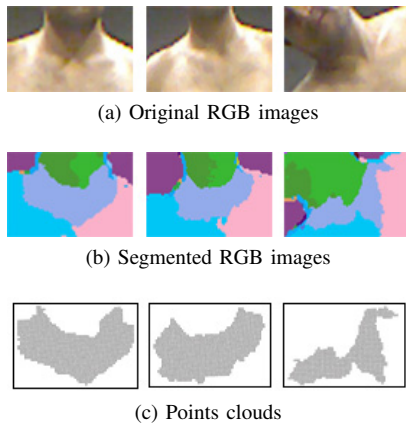 (a) Original RGB images
(b) Segmented RGB images
(c) Points clouds